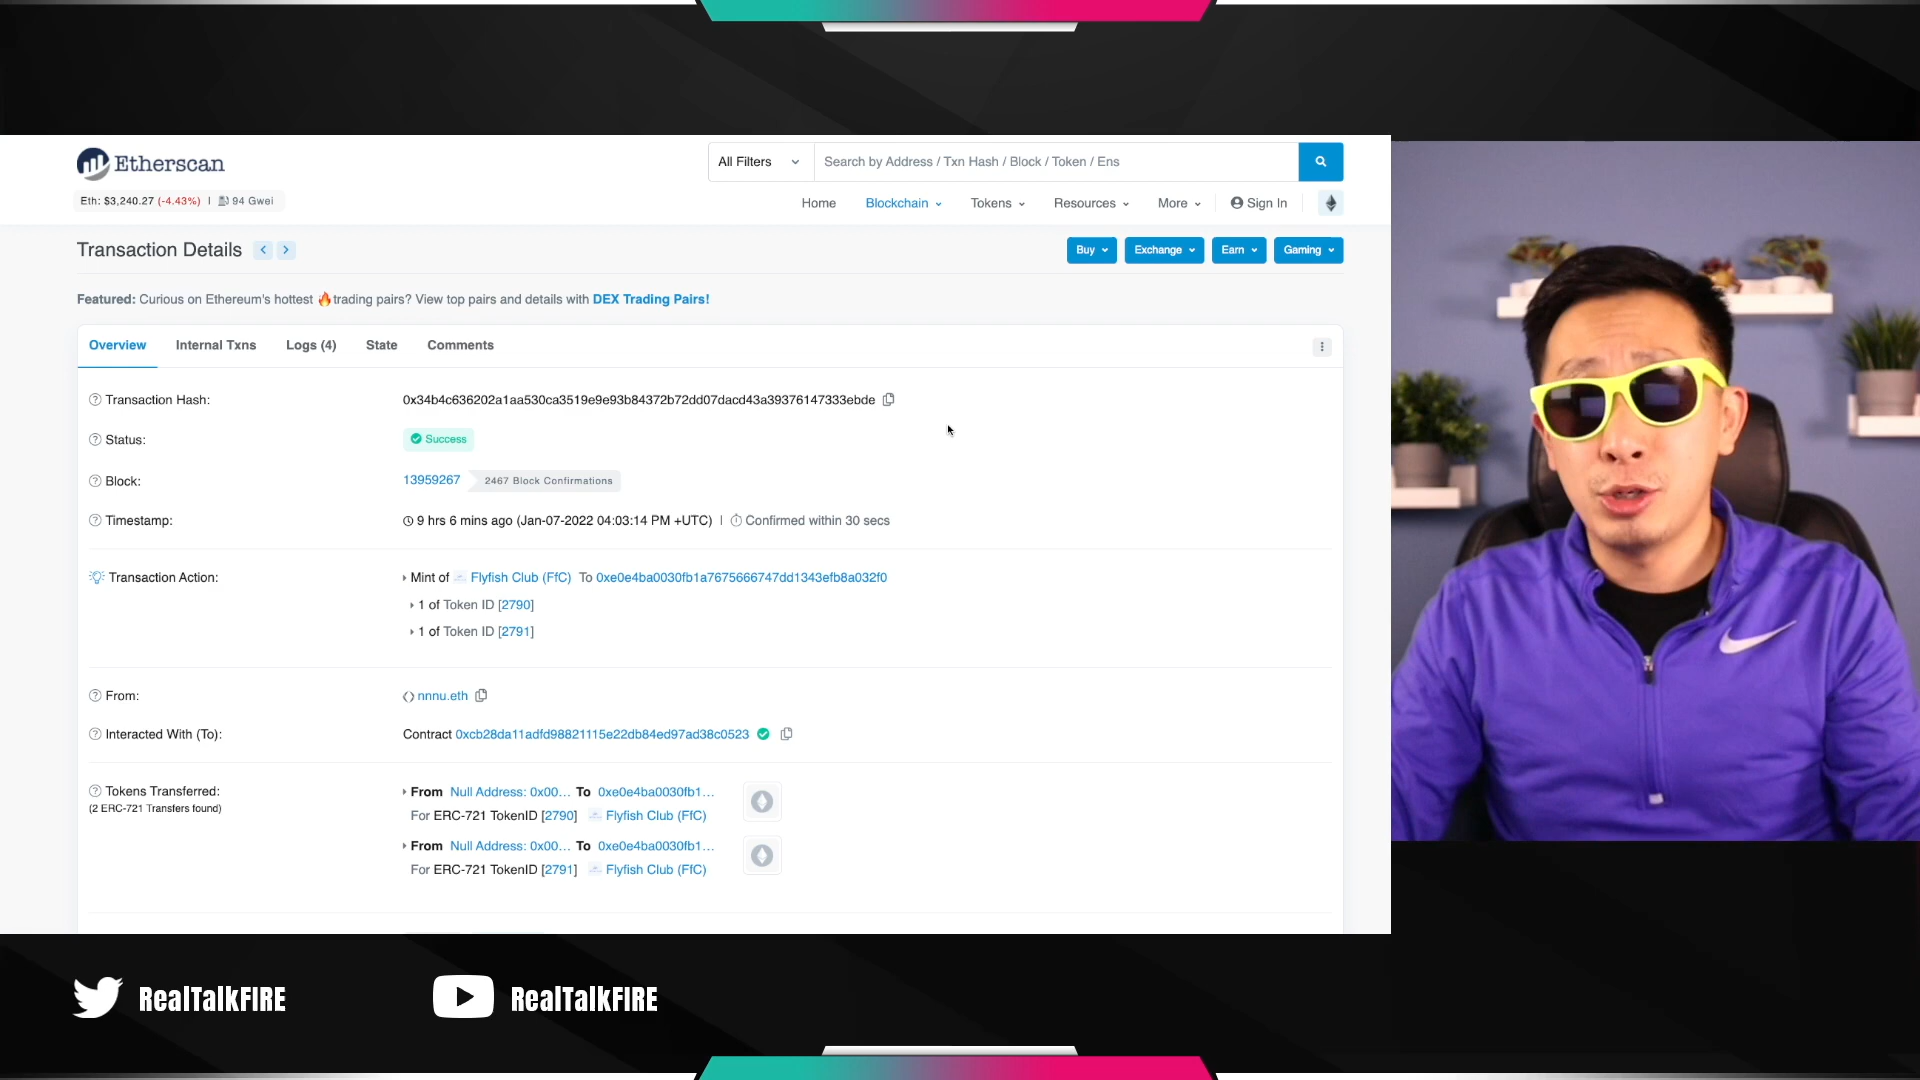 Etherscan
All Filters
Search by Address / Txn Hash / Block / Token / Ens
Eth: $3,240.27 (-4.43%) | 94 Gwei
Home Blockchain Tokens Resources More Sign In
Transaction Details
Buy Exchange Earn Gaming
Featured: Curious on Ethereum's hottest 🔥trading pairs? View top pairs and details with DEX Trading Pairs!
Overview Internal Txns Logs (4) State Comments
Transaction Hash: 0x34b4c636202a1aa530ca3519e9e93b84372b72dd07dacd43a39376147333ebde
Status: Success
Block: 13959267 2467 Block Confirmations
Timestamp: 9 hrs 6 mins ago (Jan-07-2022 04:03:14 PM +UTC) | Confirmed within 30 secs
Transaction Action: Mint of Flyfish Club (FfC) To 0xe0e4ba0030fb1a7675666747dd1343efb8a032f0
1 of Token ID [2790]
1 of Token ID [2791]
From: nnnu.eth
Interacted With (To): Contract 0xcb28da11adfd98821115e22db84ed97ad38c0523
Tokens Transferred: From Null Address: 0x00... To 0xe0e4ba0030fb1...
(2 ERC-721 Transfers found) For ERC-721 TokenID [2790] Flyfish Club (FfC)
From Null Address: 0x00... To 0xe0e4ba0030fb1...
For ERC-721 TokenID [2791] Flyfish Club (FfC)
RealTalkFIRE RealTalkFIRE